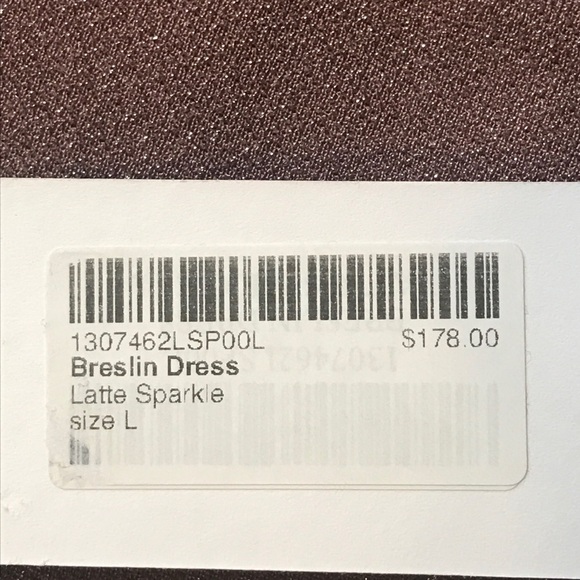 1307462LSP00L $178.00
Breslin Dress
Latte Sparkle
size L